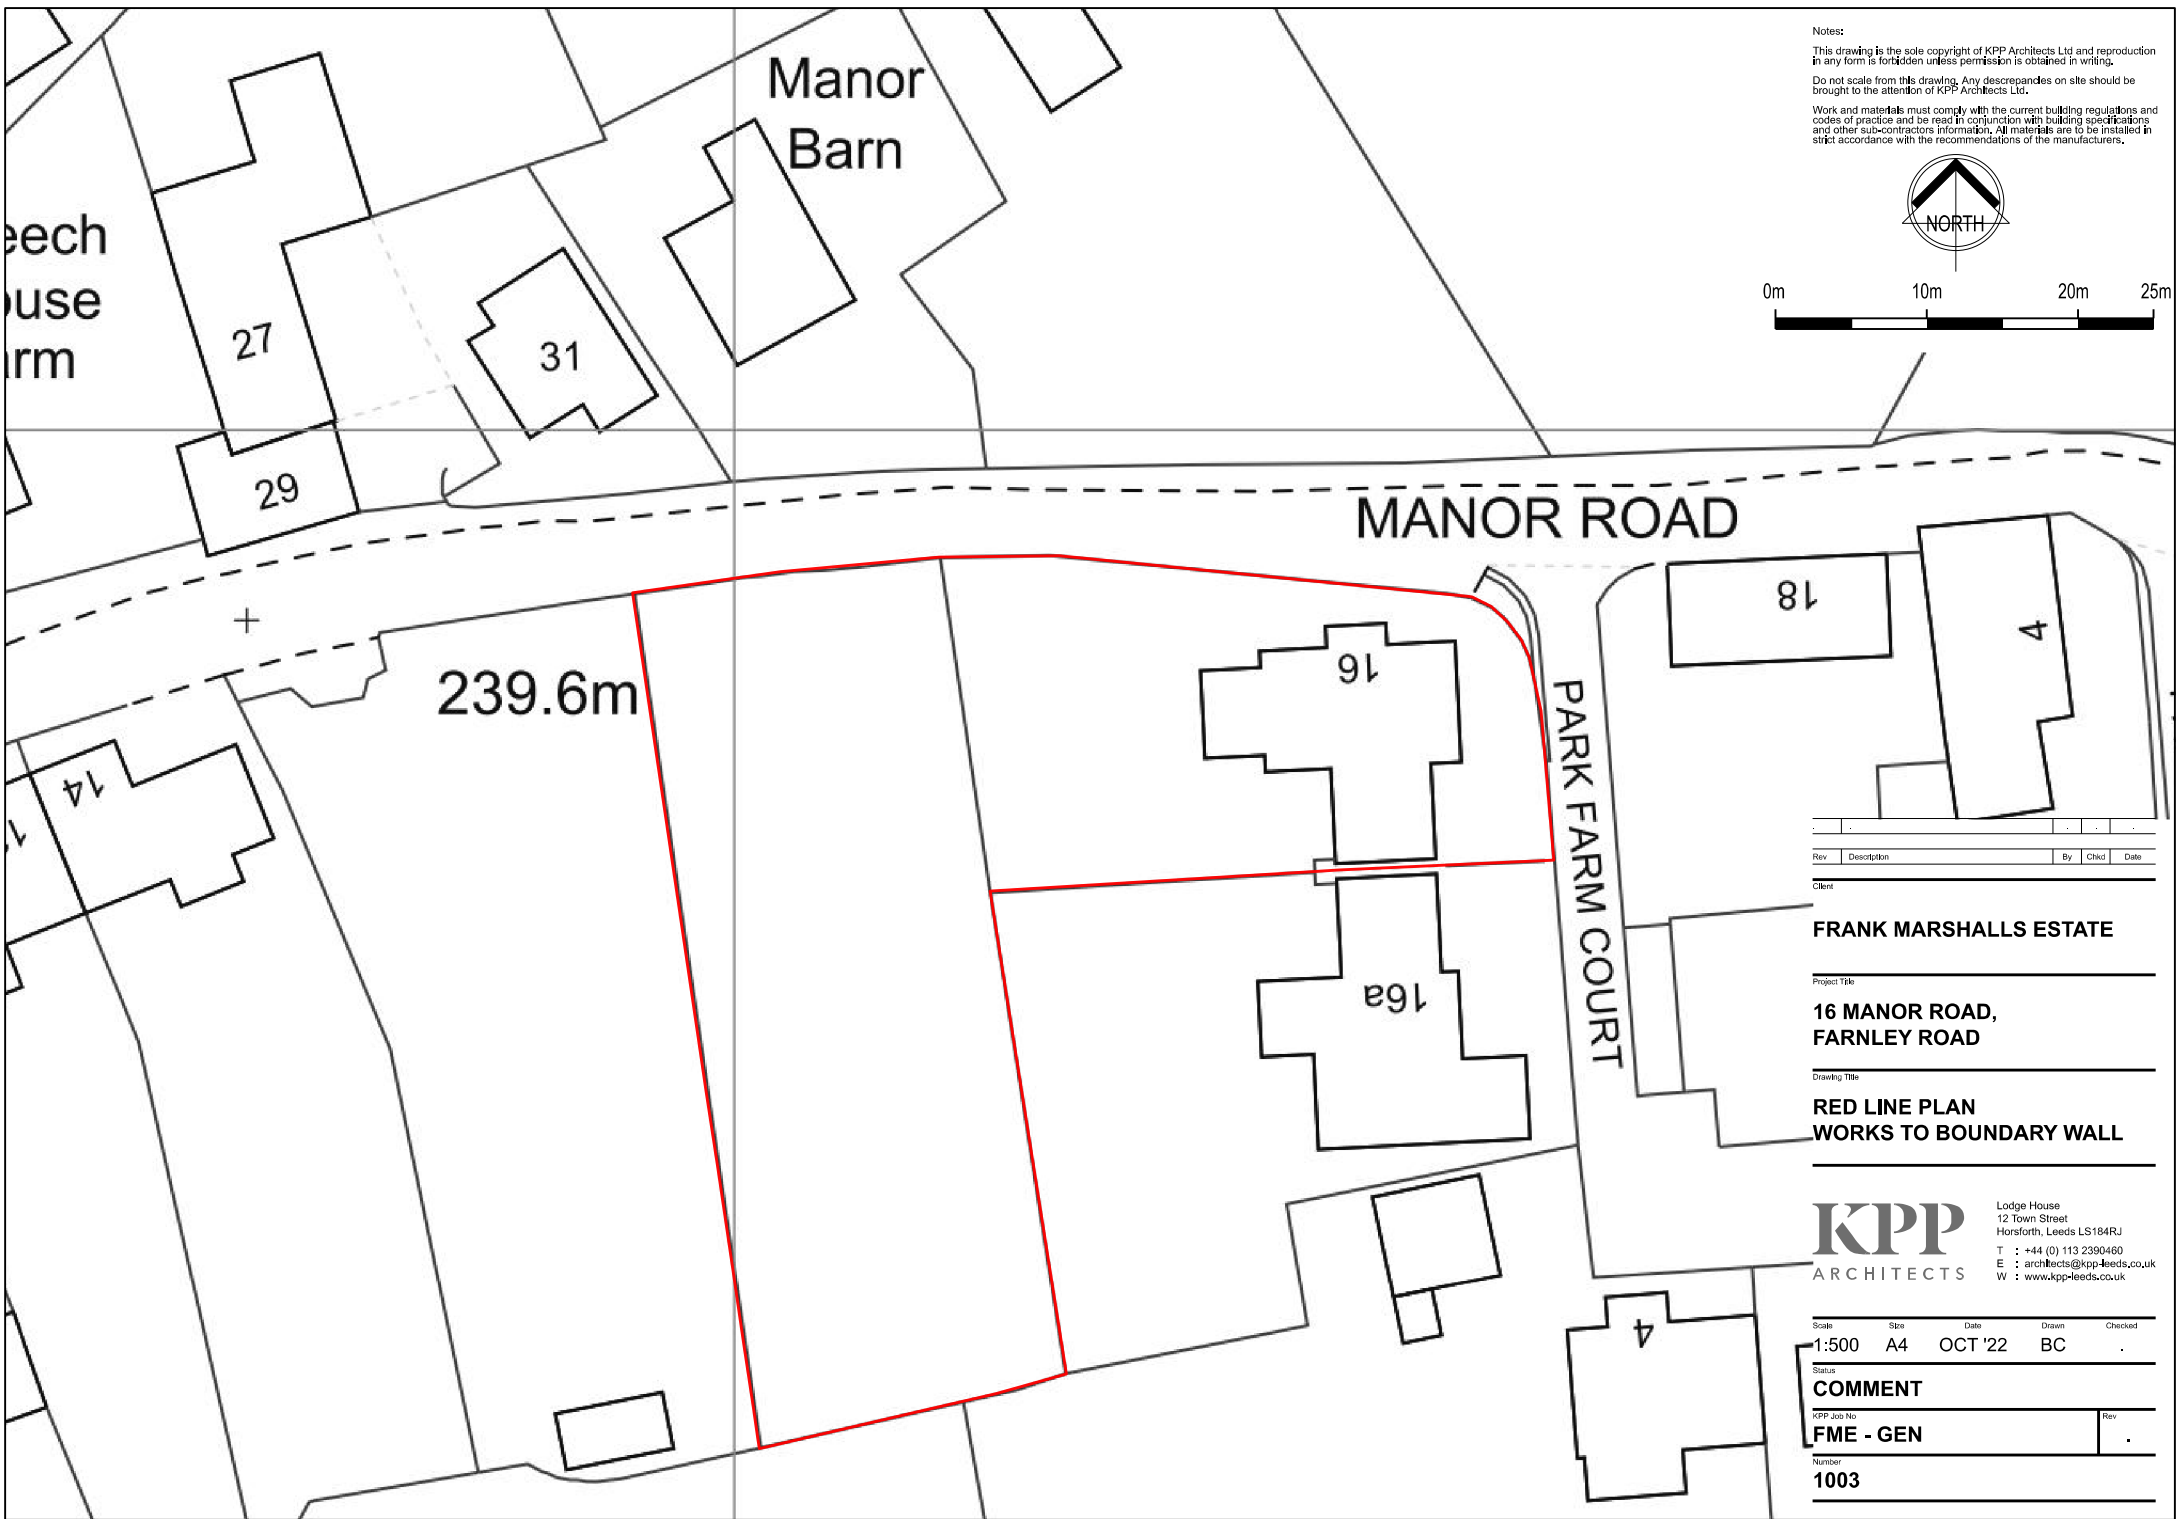 Notes:
This drawing is the sole copyright of KPP Architects Ltd and reproduction
in any form is forbidden unless permission is obtained in writing.
Do not scale from this drawing. Any descrepancies on site should be
brought to the attention of KPP Architects Ltd.
Work and materials must comply with the current building regulations and
codes of practice and be read in conjunction with building specifications
and other sub-contractors information. All materials are to be installed in
strict accordance with the recommendations of the manufacturers.
NORTH
0m 10m 20m 25m
Manor
Barn
eech
ouse
arm
27
31
29
MANOR ROAD
239.6m
16
18
4
14
PARK FARM COURT
16a
4
Rev Description By Chkd Date
Client
FRANK MARSHALLS ESTATE
Project Title
16 MANOR ROAD,
FARNLEY ROAD
Drawing Title
RED LINE PLAN
WORKS TO BOUNDARY WALL
KPP
ARCHITECTS
Lodge House
12 Town Street
Horsforth, Leeds LS184RJ
T : +44 (0) 113 2390460
E : architects@kpp-leeds.co.uk
W : www.kpp-leeds.co.uk
Scale Size Date Drawn Checked
1:500 A4 OCT '22 BC .
Status
COMMENT
KPP Job No Rev
FME - GEN .
Number
1003